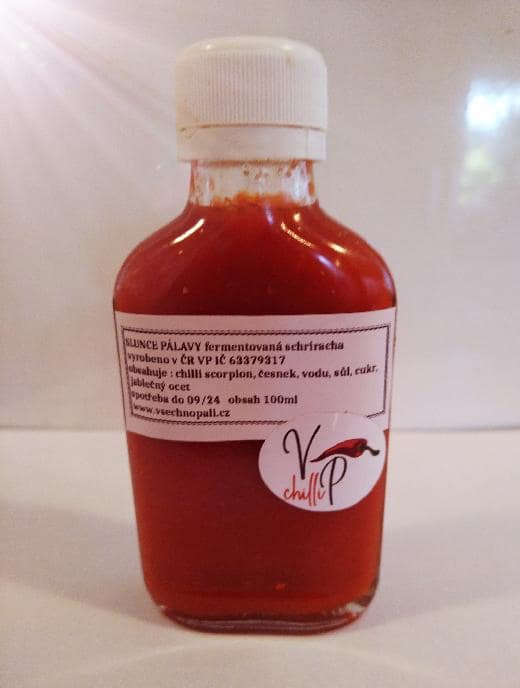 SLUNCE PÁLAVY fermentovaná schriracha
vyrobeno v ČR VP IČ 63379317
obsahuje : chilli scorpion, česnek, vodu, sůl, cukr,
jablečný ocet
spotřeba do 09/24 obsah 100ml
www.vsechnopali.cz
V P
chilli